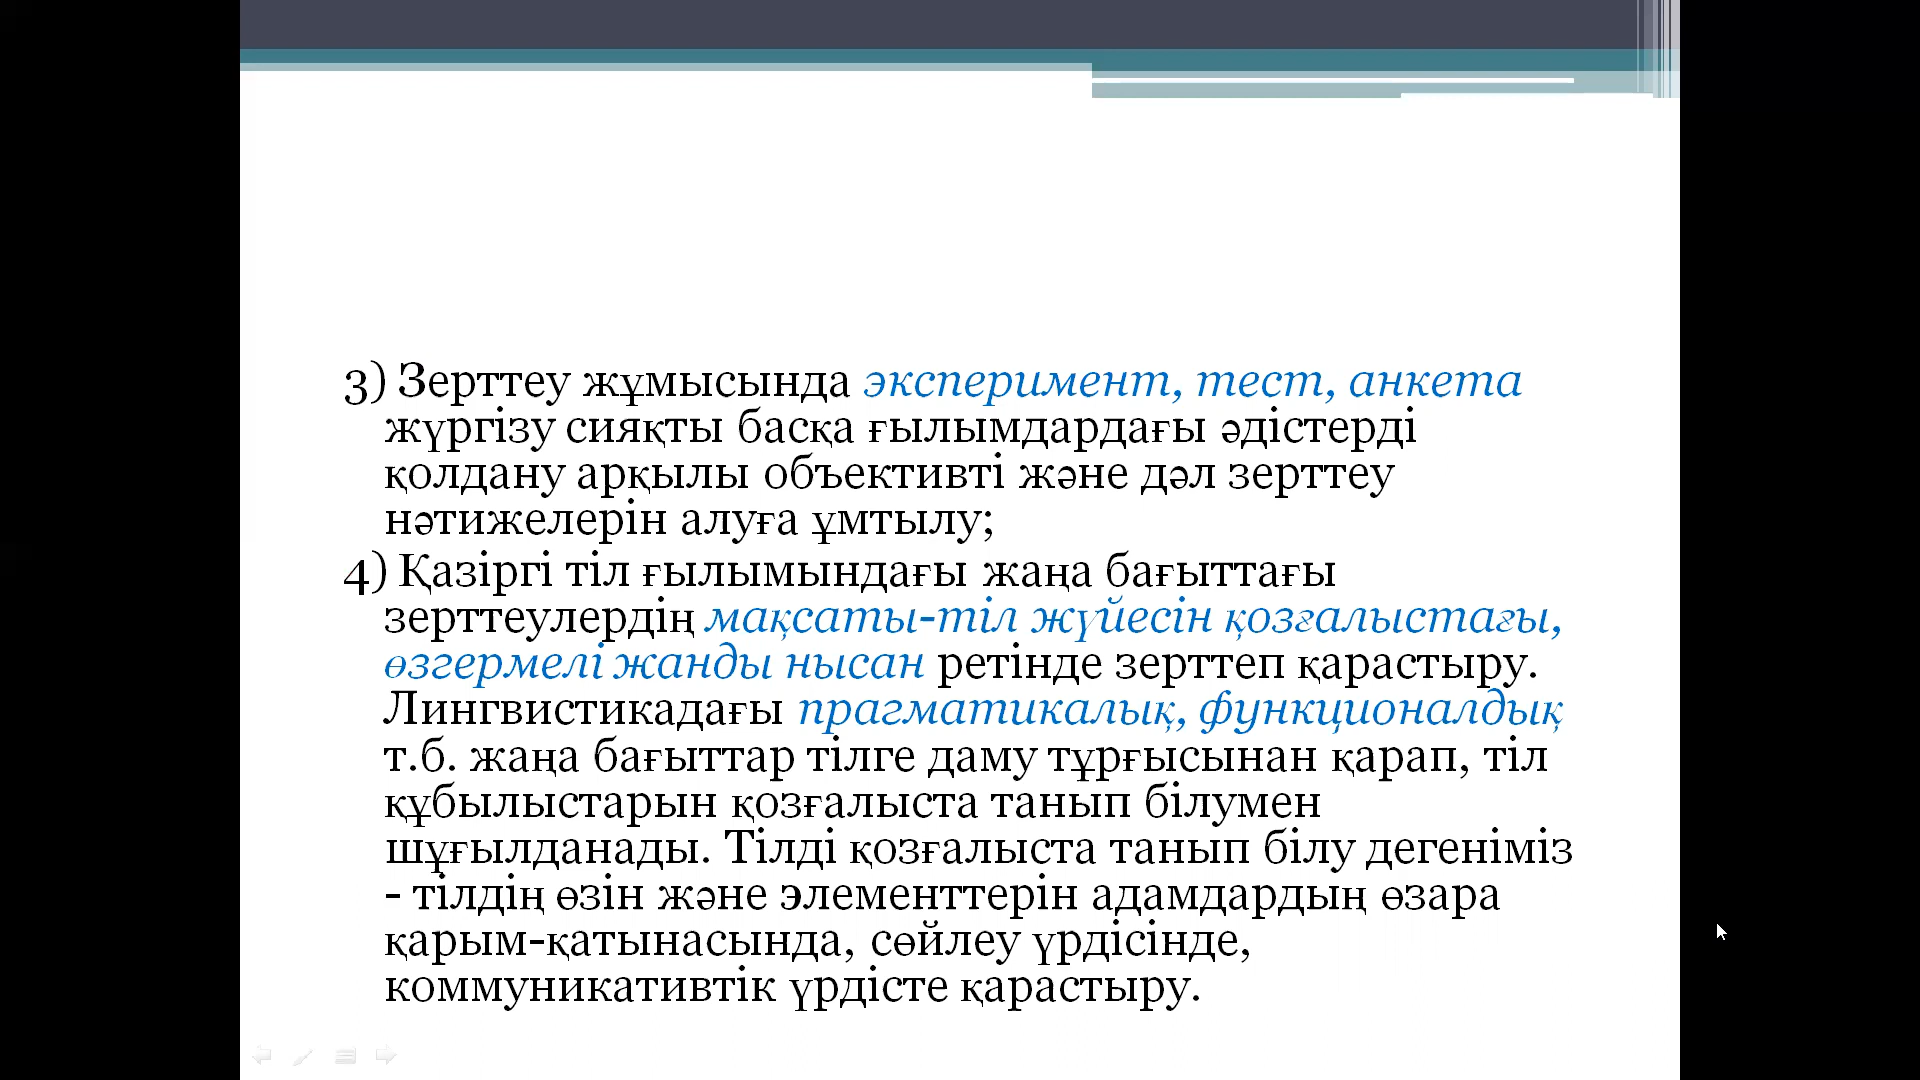 3) Зерттеу жұмысында эксперимент, тест, анкета
жүргізу сияқты басқа ғылымдардағы әдістерді
қолдану арқылы объективті және дәл зерттеу
нәтижелерін алуға ұмтылу;
4) Қазіргі тіл ғылымындағы жаңа бағыттағы
зерттеулердің мақсаты-тіл жүйесін қозғалыстағы,
өзгермелі жанды нысан ретінде зерттеп қарастыру.
Лингвистикадағы прагматикалық, функционалдық
т.б. жаңа бағыттар тілге даму тұрғысынан қарап, тіл
құбылыстарын қозғалыста танып білумен
шұғылданады. Тілді қозғалыста танып білу дегеніміз
- тілдің өзін және элементтерін адамдардың өзара
қарым-қатынасында, сөйлеу үрдісінде,
коммуникативтік үрдісте қарастыру.